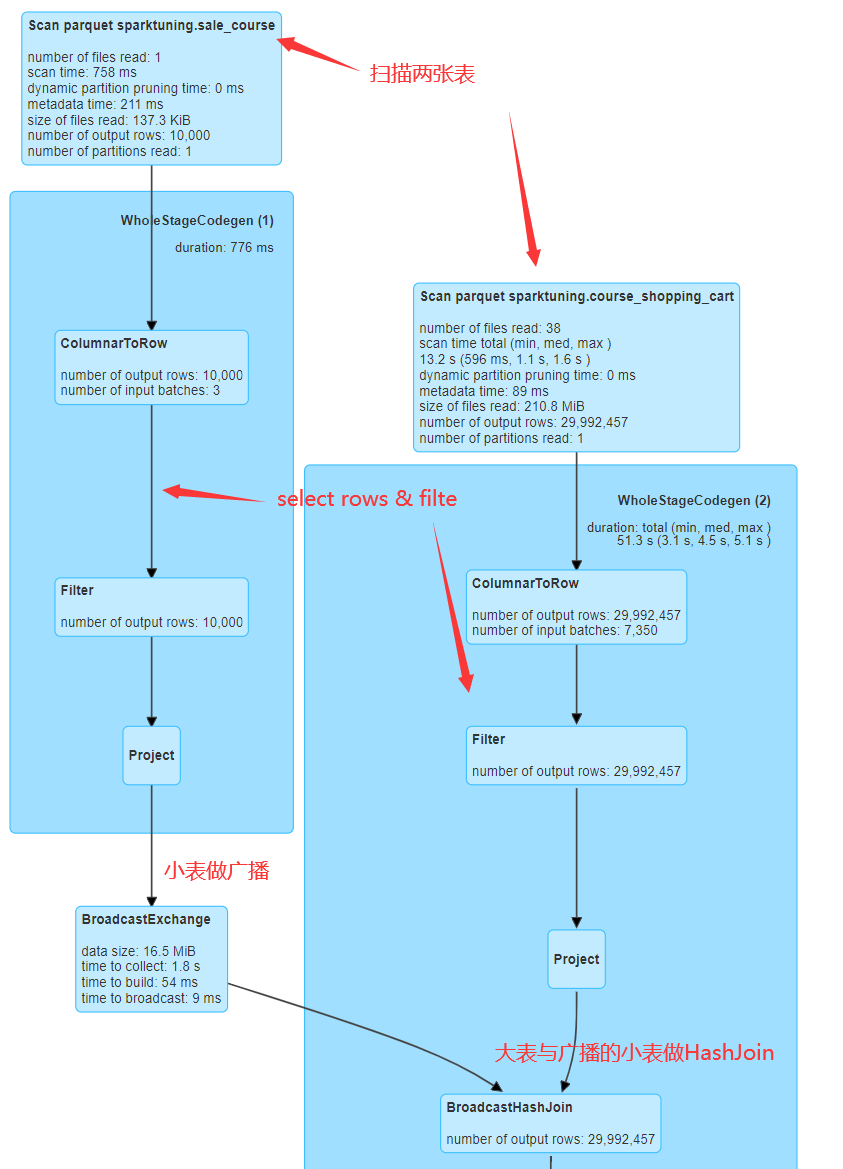 Scan parquet sparktuning.sale_course
number of files read: 1
scan time: 758 ms
dynamic partition pruning time: 0 ms
metadata time: 211 ms
size of files read: 137.3 KiB
number of output rows: 10,000
number of partitions read: 1
扫描两张表
WholeStageCodegen (1)
duration: 776 ms
ColumnarToRow
number of output rows: 10,000
number of input batches: 3
Scan parquet sparktuning.course_shopping_cart
number of files read: 38
scan time total (min, med, max )
13.2 s (596 ms, 1.1 s, 1.6 s )
dynamic partition pruning time: 0 ms
metadata time: 89 ms
size of files read: 210.8 MiB
number of output rows: 29,992,457
number of partitions read: 1
select rows & filte
WholeStageCodegen (2)
duration: total (min, med, max )
51.3 s (3.1 s, 4.5 s, 5.1 s )
Filter
number of output rows: 10,000
ColumnarToRow
number of output rows: 29,992,457
number of input batches: 7,350
Project
Filter
number of output rows: 29,992,457
小表做广播
BroadcastExchange
data size: 16.5 MiB
time to collect: 1.8 s
time to build: 54 ms
time to broadcast: 9 ms
Project
大表与广播的小表做HashJoin
BroadcastHashJoin
number of output rows: 29,992,457